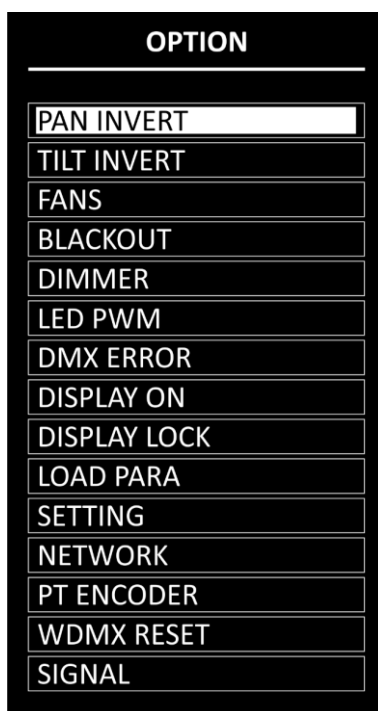 OPTION
PAN INVERT
TILT INVERT
FANS
BLACKOUT
DIMMER
LED PWM
DMX ERROR
DISPLAY ON
DISPLAY LOCK
LOAD PARA
SETTING
NETWORK
PT ENCODER
WDMX RESET
SIGNAL